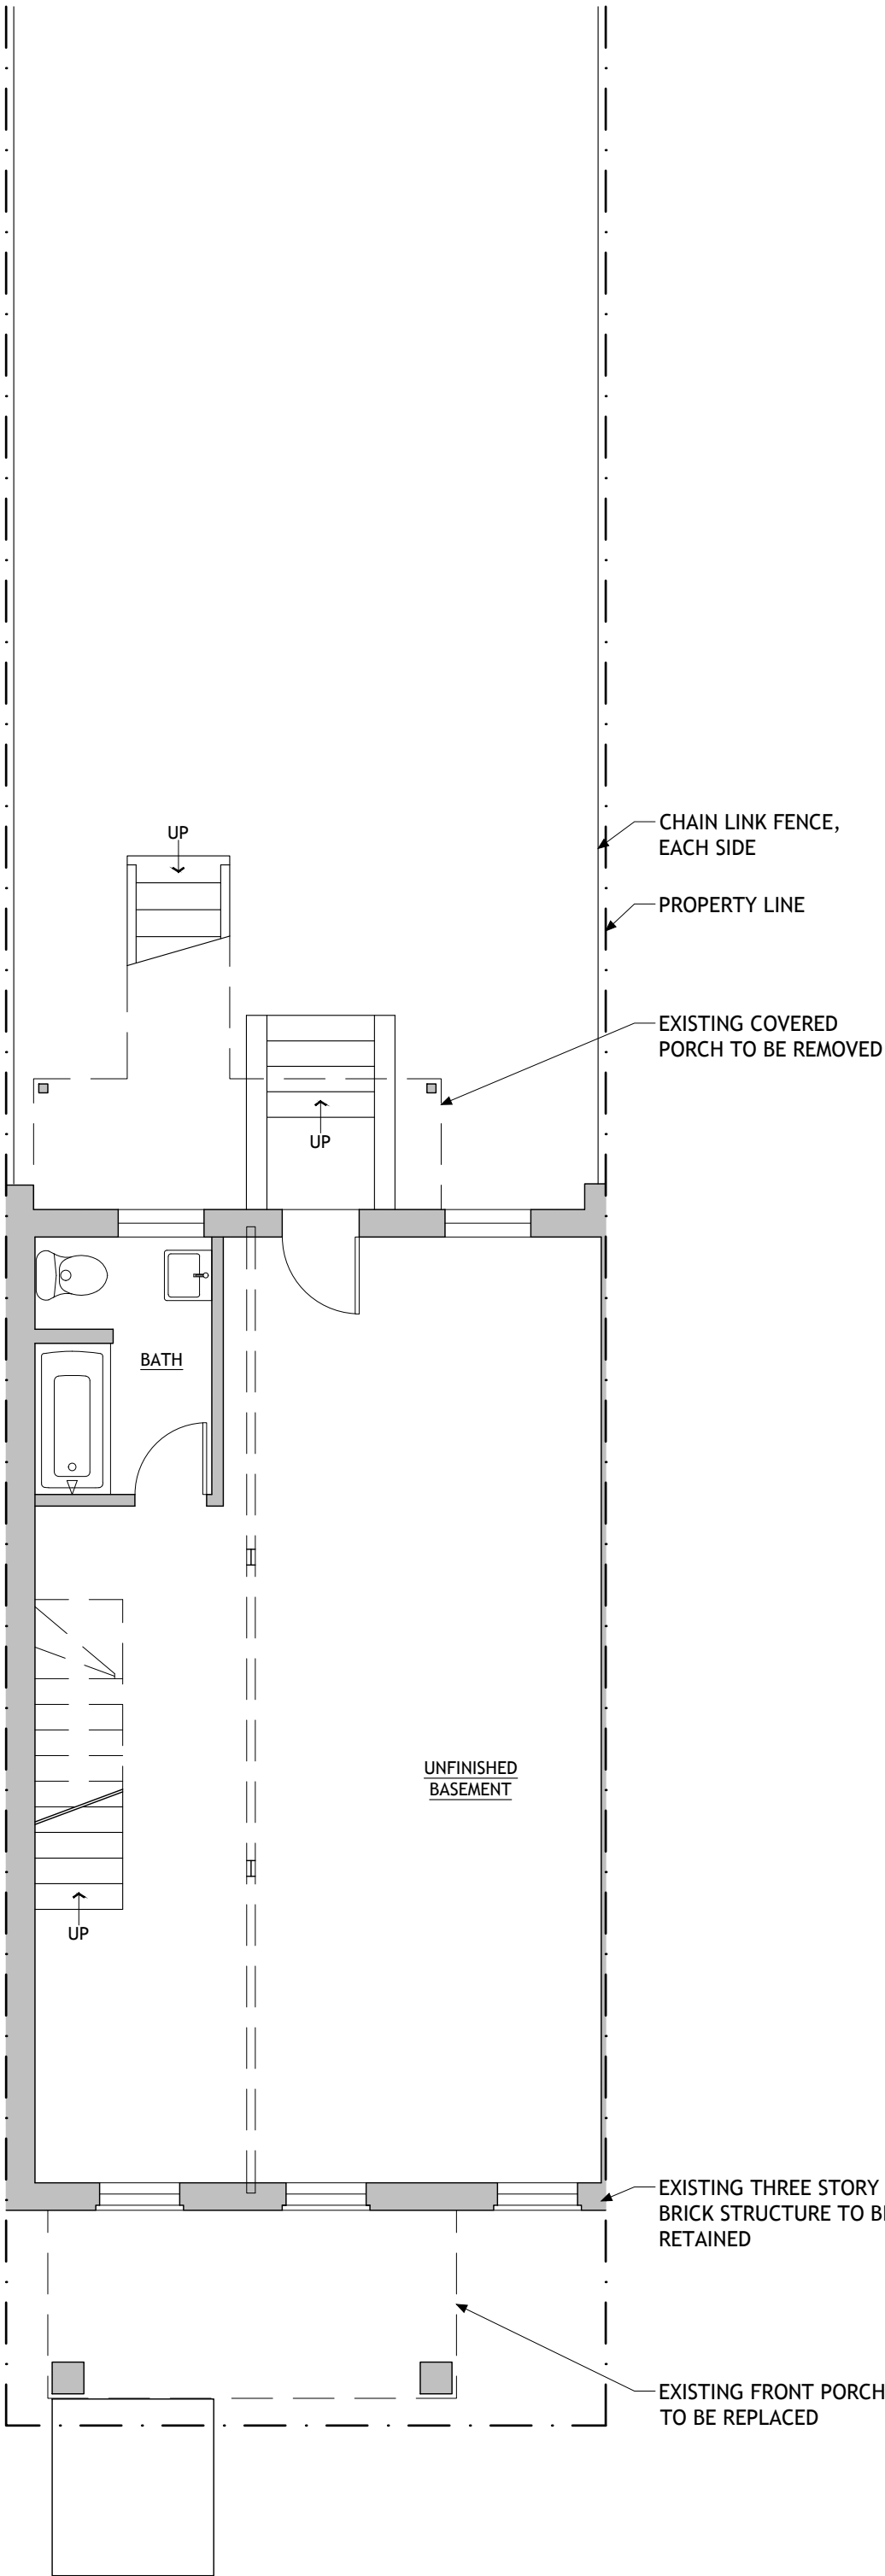 UP
CHAIN LINK FENCE,
EACH SIDE
PROPERTY LINE
EXISTING COVERED
PORCH TO BE REMOVED
UP
BATH
UNFINISHED
BASEMENT
UP
EXISTING THREE STORY
BRICK STRUCTURE TO BE
RETAINED
EXISTING FRONT PORCH
TO BE REPLACED